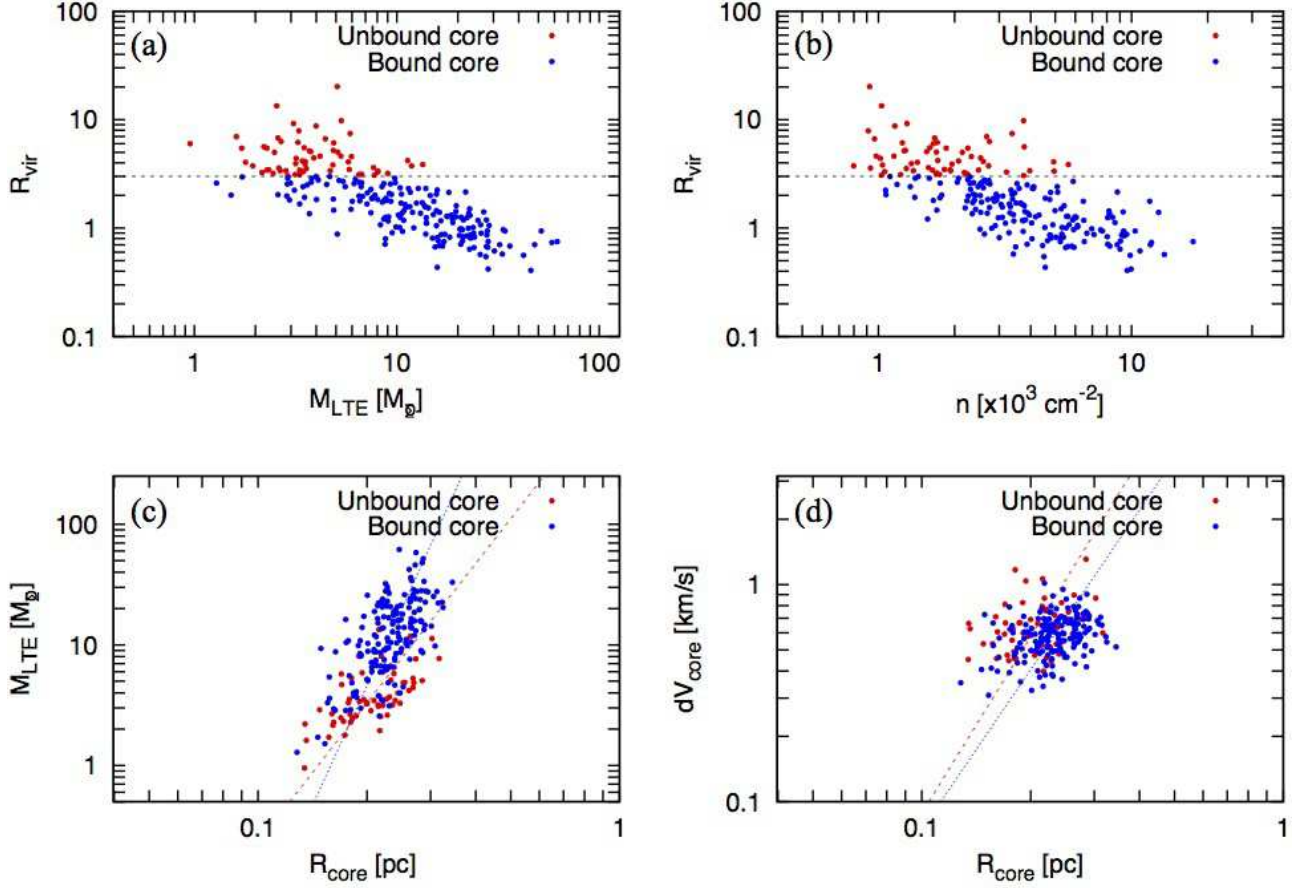 100
10
1
0.1
R_vir
(a)
Unbound core
Bound core
1
10
100
M_LTE [M_⊙]
100
10
1
0.1
R_vir
(b)
Unbound core
Bound core
1
10
n [x10^3 cm^-2]
100
10
1
M_LTE [M_⊙]
(c)
Unbound core
Bound core
0.1
1
R_core [pc]
1
0.1
dV_core [km/s]
(d)
Unbound core
Bound core
0.1
1
R_core [pc]